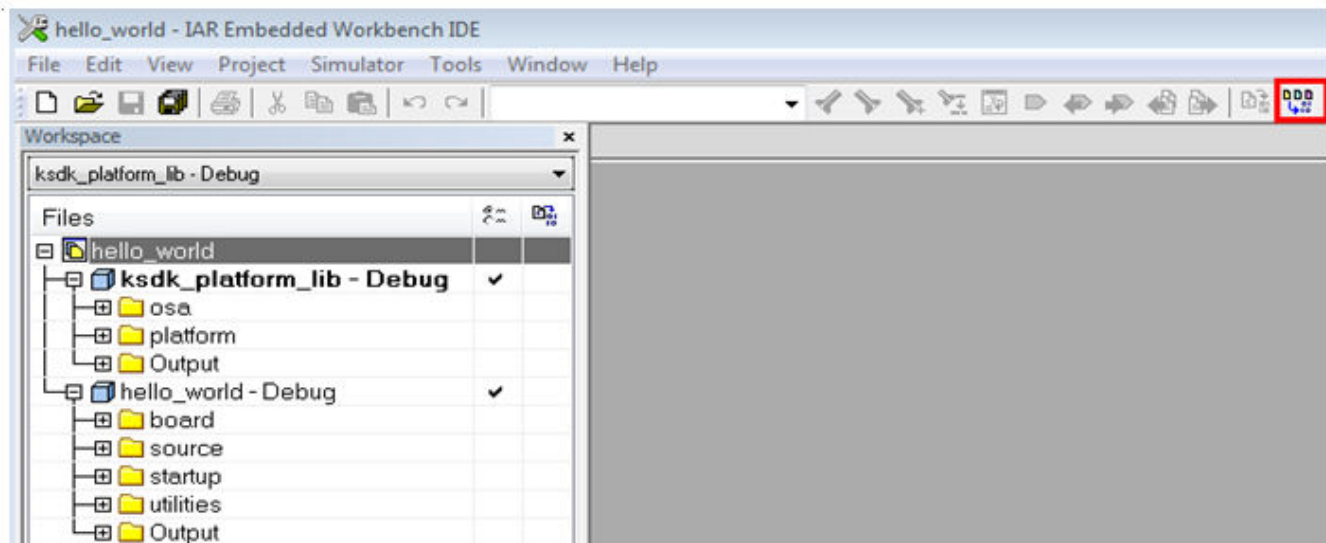 hello_world - IAR Embedded Workbench IDE
File Edit View Project Simulator Tools Window Help
Workspace
ksdk_platform_lib - Debug
Files
hello_world
ksdk_platform_lib - Debug
osa
platform
Output
hello_world - Debug
board
source
startup
utilities
Output